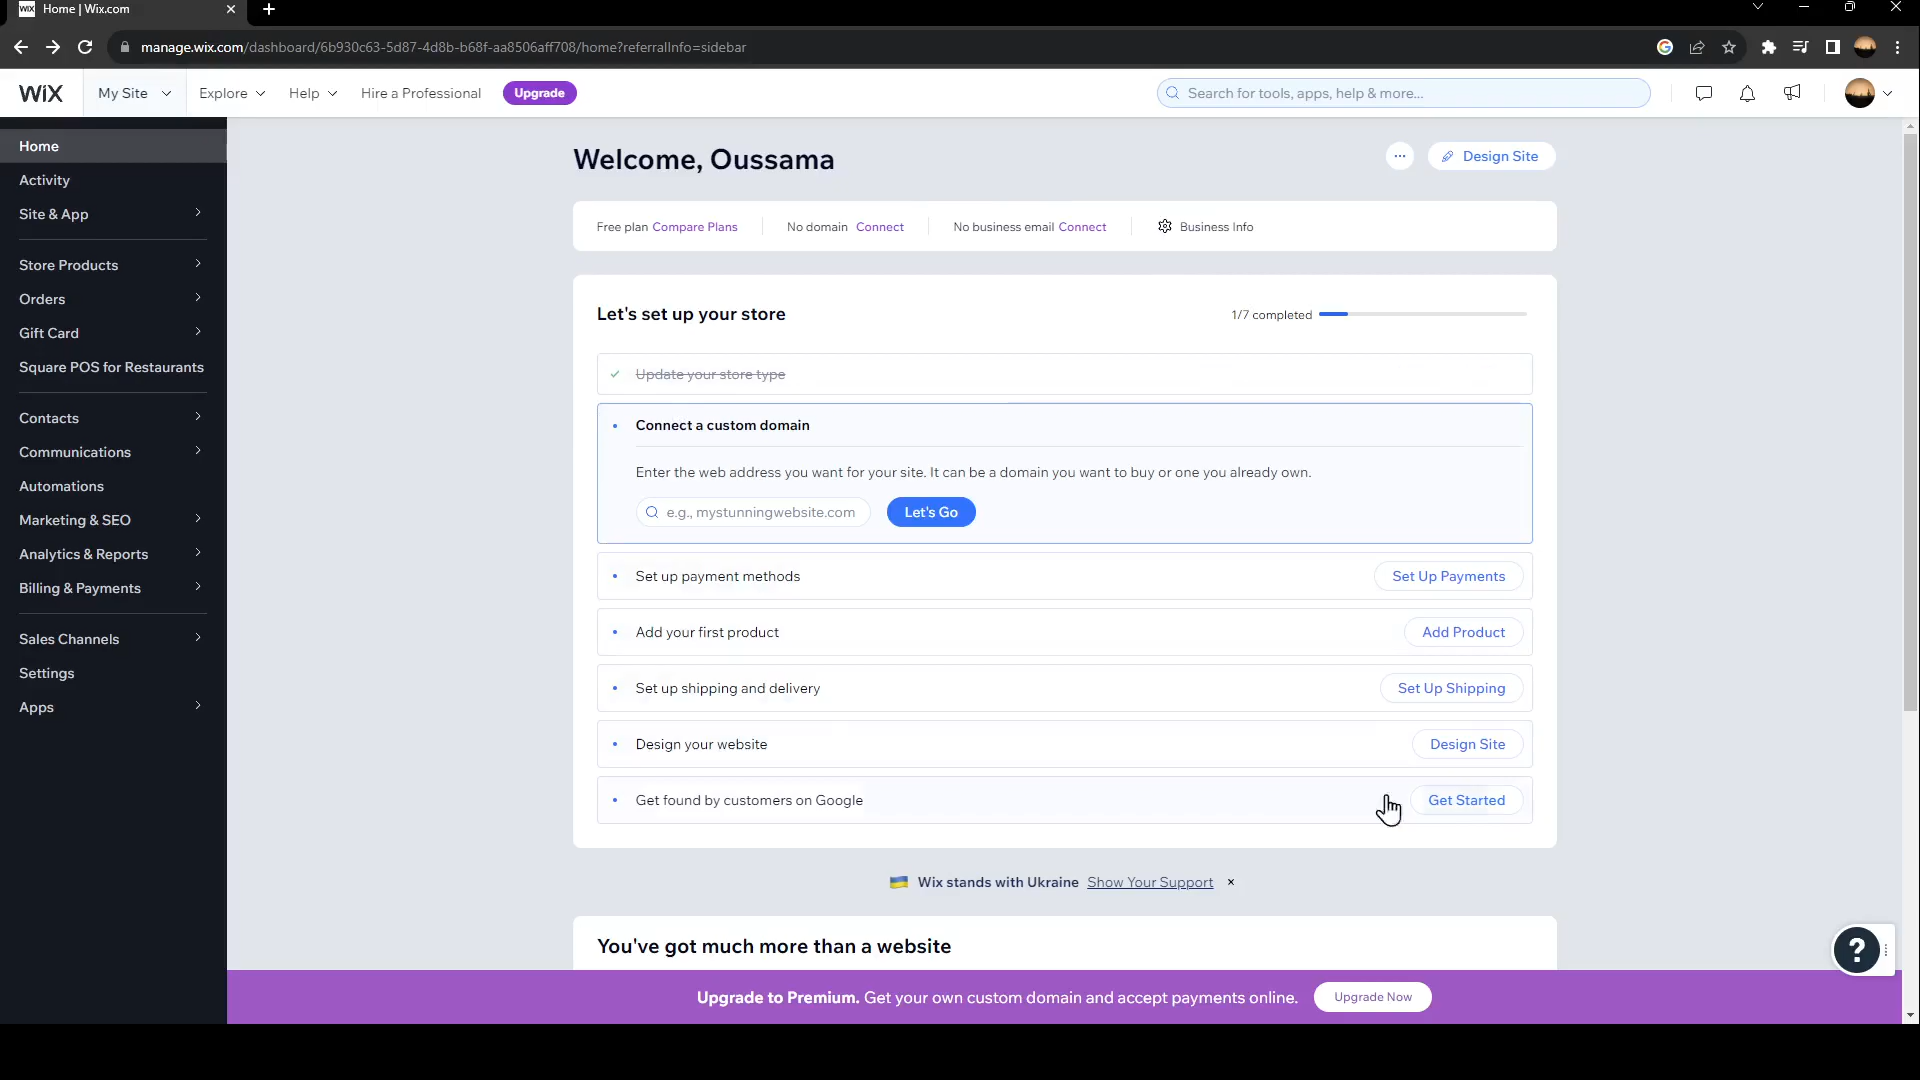 WiX Home | Wix.com
manage.wix.com/dashboard/6b930c63-5d87-4d8b-b68f-aa8506aff708/home?referralInfo=sidebar
WiX My Site Explore Help Hire a Professional Upgrade Search for tools, apps, help & more...
Home
Activity
Site & App
Store Products
Orders
Gift Card
Square POS for Restaurants
Contacts
Communications
Automations
Marketing & SEO
Analytics & Reports
Billing & Payments
Sales Channels
Settings
Apps
Welcome, Oussama
Design Site
Free plan Compare Plans No domain Connect No business email Connect Business Info
Let's set up your store 1/7 completed
Update your store type
Connect a custom domain
Enter the web address you want for your site. It can be a domain you want to buy or one you already own.
e.g., mystunningwebsite.com Let's Go
Set up payment methods Set Up Payments
Add your first product Add Product
Set up shipping and delivery Set Up Shipping
Design your website Design Site
Get found by customers on Google Get Started
Wix stands with Ukraine Show Your Support ×
You've got much more than a website
?
Upgrade to Premium. Get your own custom domain and accept payments online. Upgrade Now